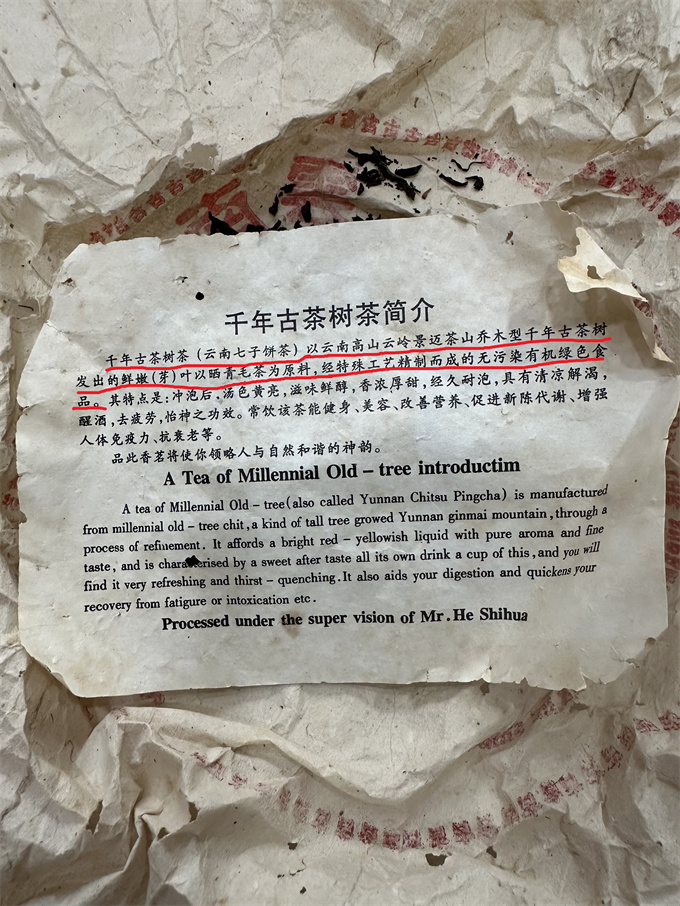 千年古茶树茶简介
千年古茶树茶（云南七子饼茶）以云南高山云岭景迈茶山乔木型千年古茶树
发出的鲜嫩（芽）叶以晒青毛茶为原料，经特殊工艺精制而成的无污染有机绿色食
品。其特点是：冲泡后，汤色黄亮，滋味鲜醇，香浓厚甜，经久耐泡，具有清凉解渴，
醒酒，去疲劳，怡神之功效。常饮该茶能健身、美容、改善营养、促进新陈代谢、增强
人体免疫力、抗衰老等。
品此香茗将使你领略人与自然和谐的神韵。
A Tea of Millennial Old – tree introductim
A tea of Millennial Old – tree(also called Yunnan Chitsu Pingcha) is manufactured
from millennial old – tree chit, a kind of tall tree growed Yunnan ginmai mountain, through a
process of refinement. It affords a bright red – yellowish liquid with pure aroma and fine
taste, and is characterised by a sweet after taste all its own drink a cup of this, and you will
find it very refreshing and thirst – quenching. It also aids your digestion and quickens your
recovery from fatigure or intoxication etc.
Processed under the super vision of Mr. He Shihua